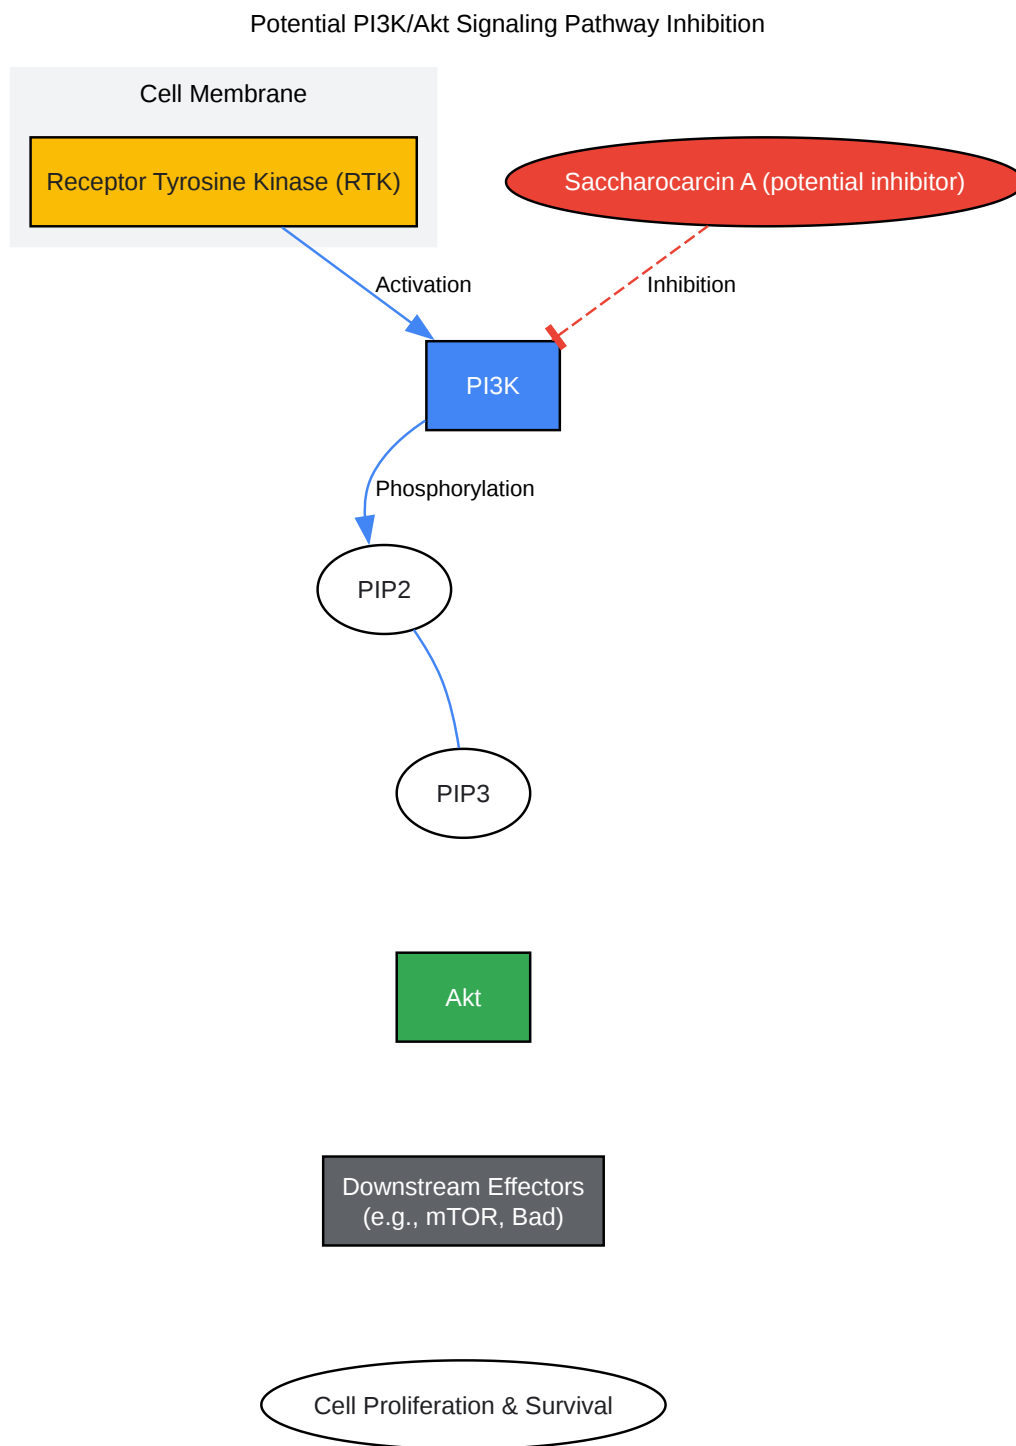 Potential PI3K/Akt Signaling Pathway Inhibition
Cell Membrane
Receptor Tyrosine Kinase (RTK)
Saccharocarcin A (potential inhibitor)
Activation
Inhibition
PI3K
Phosphorylation
PIP2
PIP3
Akt
Downstream Effectors
(e.g., mTOR, Bad)
Cell Proliferation & Survival